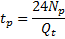 t_p = 24N_p / Q_t